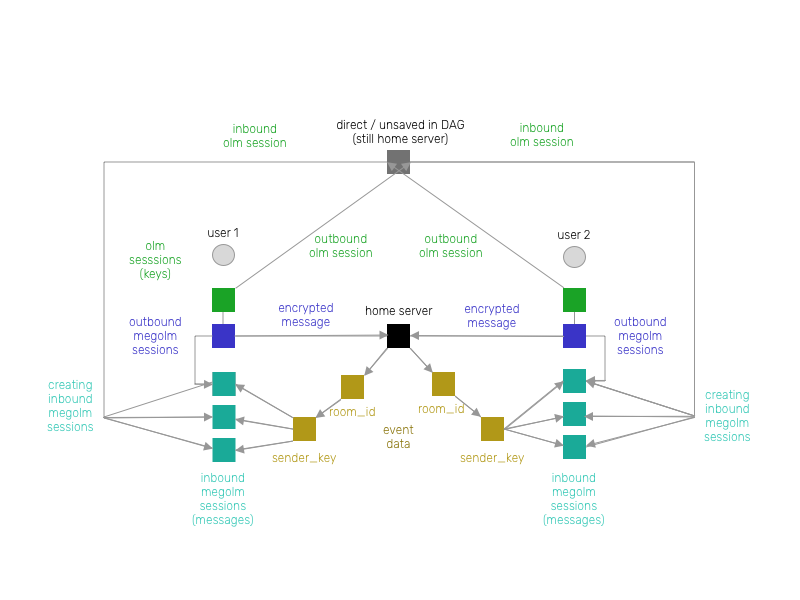 direct / unsaved in DAG
(still home server)
inbound
olm session
inbound
olm session
user 1
user 2
olm
sesssions
(keys)
outbound
olm session
outbound
olm session
outbound
megolm
sessions
encrypted
message
home server
encrypted
message
outbound
megolm
sessions
creating
inbound
megolm
sessions
room_id
room_id
creating
inbound
megolm
sessions
event
data
sender_key
sender_key
inbound
megolm
sessions
(messages)
inbound
megolm
sessions
(messages)